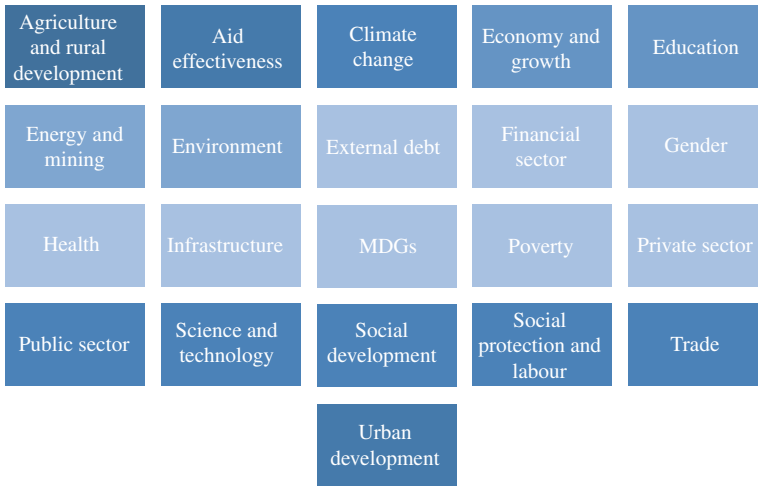 Agriculture
and rural
development
Aid
effectiveness
Climate
change
Economy and
growth
Education
Energy and
mining
Environment
External debt
Financial
sector
Gender
Health
Infrastructure
MDGs
Poverty
Private sector
Public sector
Science and
technology
Social
development
Social
protection and
labour
Trade
Urban
development